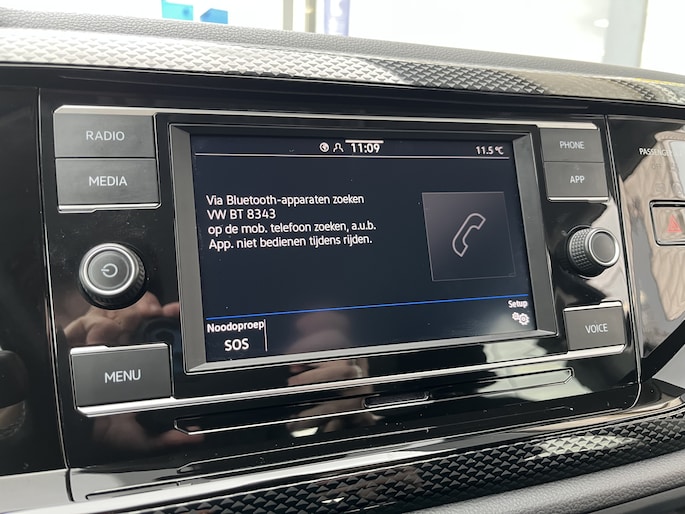 RADIO
MEDIA
MENU
11:09
11.5 °C
Via Bluetooth-apparaten zoeken
VW BT 8343
op de mob. telefoon zoeken, a.u.b.
App. niet bedienen tijdens rijden.
Noodoproep
SOS
Setup
PHONE
APP
VOICE
PASSENGER